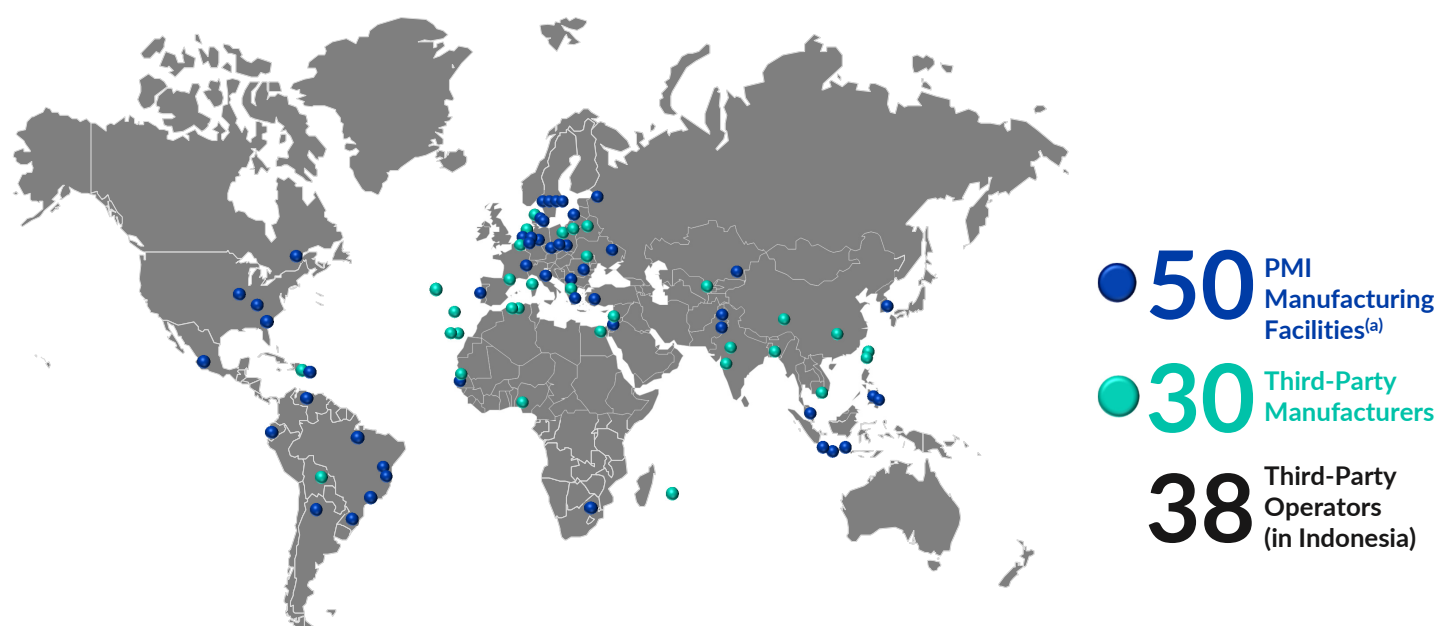 50
PMI
Manufacturing
Facilities(a)
30
Third-Party
Manufacturers
38
Third-Party
Operators
(in Indonesia)